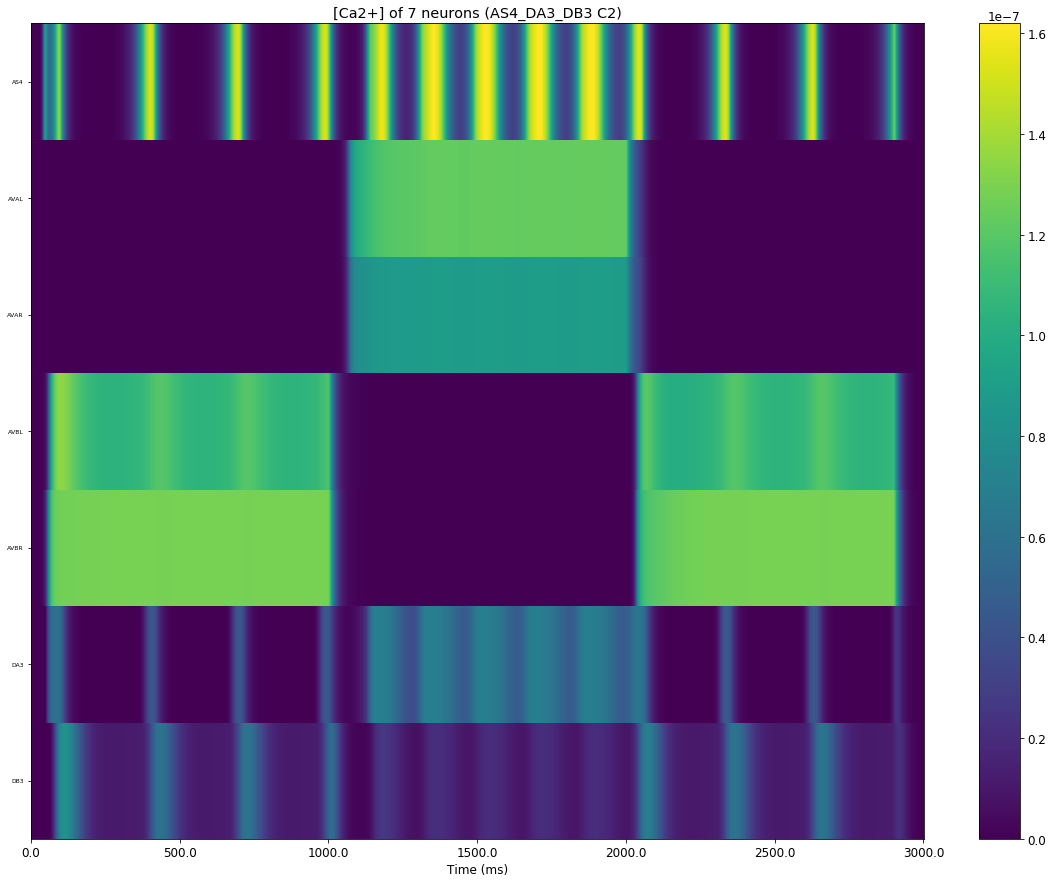 [Ca2+] of 7 neurons (AS4_DA3_DB3 C2)
1e−7
AS4
AVAL
AVAR
AVBL
AVBR
DA3
DB3
0.0 500.0 1000.0 1500.0 2000.0 2500.0 3000.0
Time (ms)
1.6
1.4
1.2
1.0
0.8
0.6
0.4
0.2
0.0